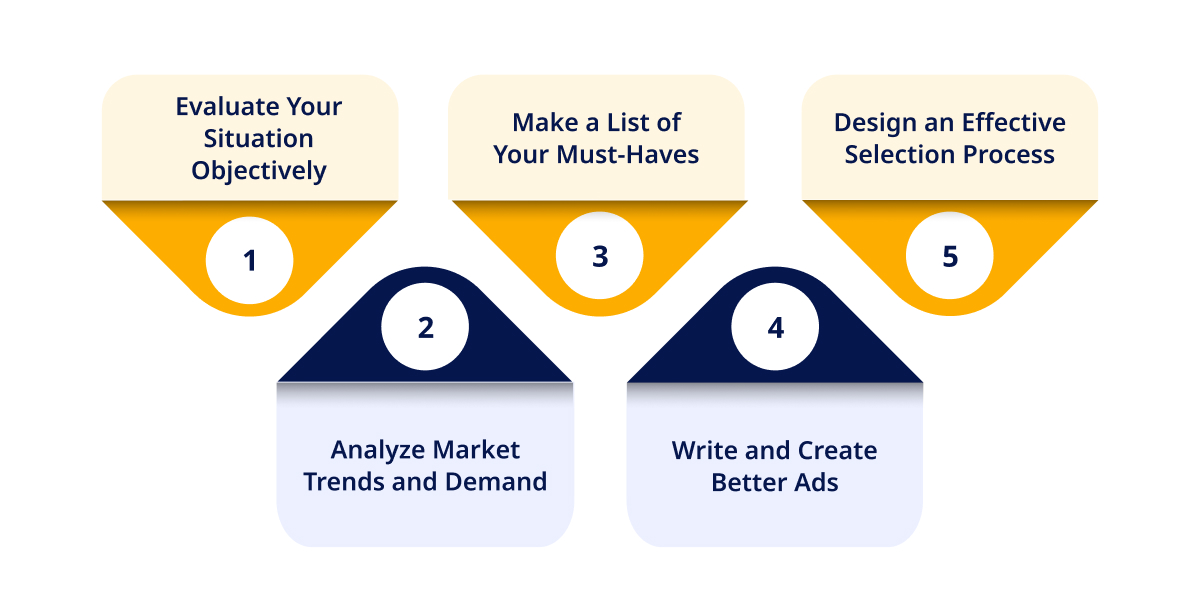 1
Evaluate Your
Situation
Objectively
2
Analyze Market
Trends and Demand
3
Make a List of
Your Must-Haves
4
Write and Create
Better Ads
5
Design an Effective
Selection Process